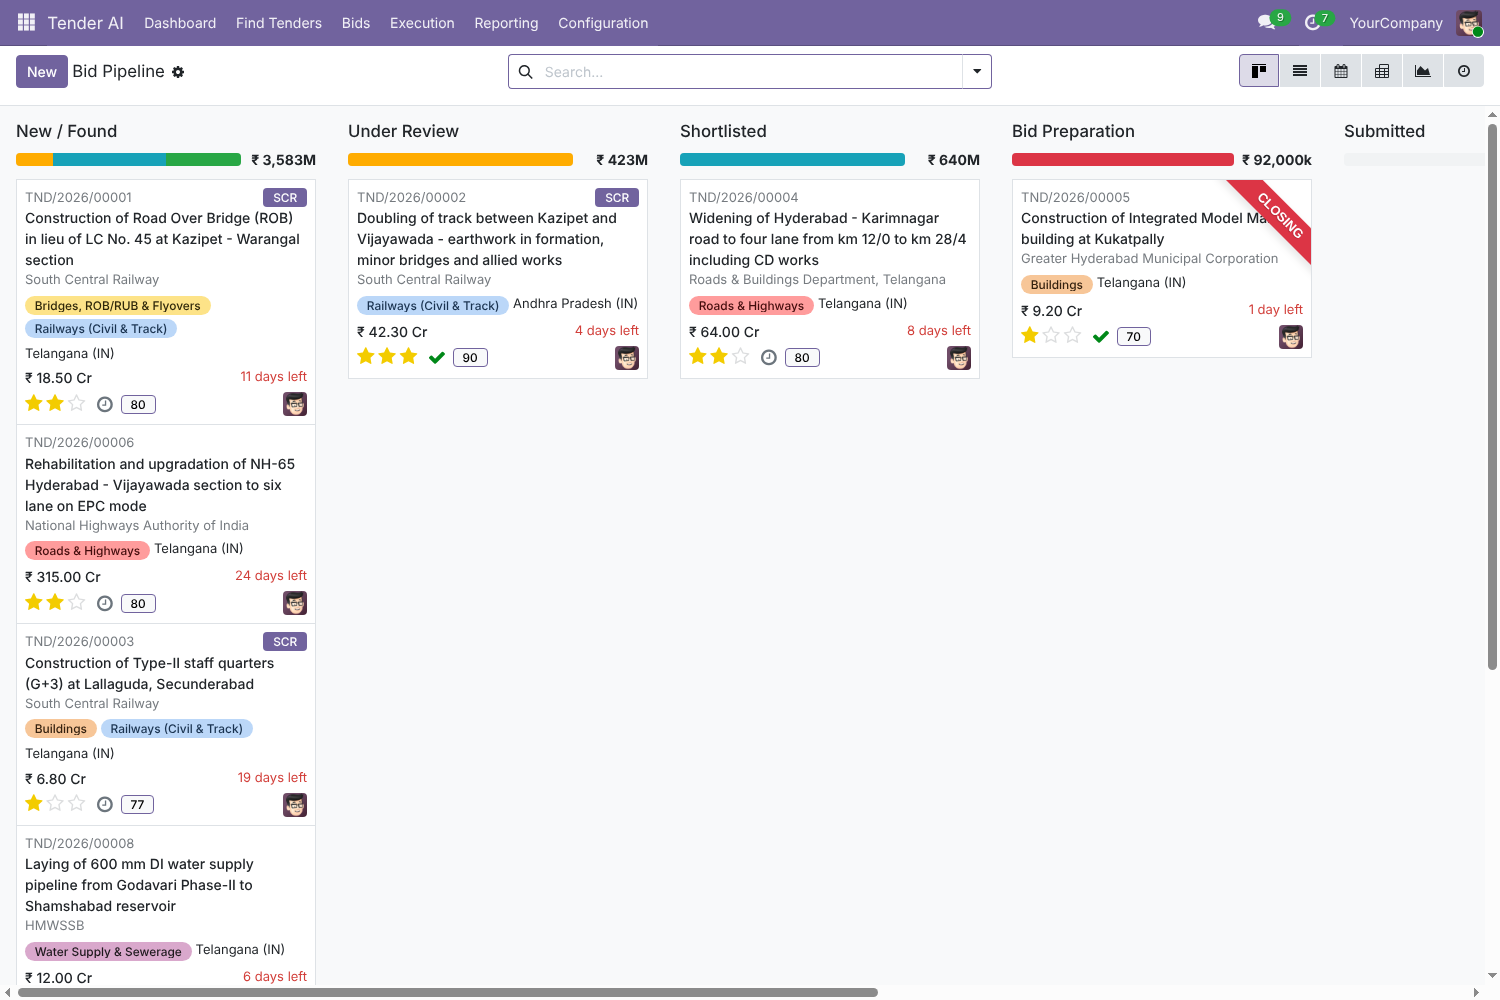 Tender AI
Dashboard
Find Tenders
Bids
Execution
Reporting
Configuration
9
7
YourCompany
New
Bid Pipeline
Search...
New / Found
₹ 3,583M
TND/2026/00001
SCR
Construction of Road Over Bridge (ROB)
in lieu of LC No. 45 at Kazipet - Warangal
section
South Central Railway
Bridges, ROB/RUB & Flyovers
Railways (Civil & Track)
Telangana (IN)
₹ 18.50 Cr
11 days left
80
TND/2026/00006
Rehabilitation and upgradation of NH-65
Hyderabad - Vijayawada section to six
lane on EPC mode
National Highways Authority of India
Roads & Highways
Telangana (IN)
₹ 315.00 Cr
24 days left
80
TND/2026/00003
SCR
Construction of Type-II staff quarters
(G+3) at Lallaguda, Secunderabad
South Central Railway
Buildings
Railways (Civil & Track)
Telangana (IN)
₹ 6.80 Cr
19 days left
77
TND/2026/00008
Laying of 600 mm DI water supply
pipeline from Godavari Phase-II to
Shamshabad reservoir
HMWSSB
Water Supply & Sewerage
Telangana (IN)
₹ 12.00 Cr
6 days left
Under Review
₹ 423M
TND/2026/00002
SCR
Doubling of track between Kazipet and
Vijayawada - earthwork in formation,
minor bridges and allied works
South Central Railway
Railways (Civil & Track)
Andhra Pradesh (IN)
₹ 42.30 Cr
4 days left
90
Shortlisted
₹ 640M
TND/2026/00004
Widening of Hyderabad - Karimnagar
road to four lane from km 12/0 to km 28/4
including CD works
Roads & Buildings Department, Telangana
Roads & Highways
Telangana (IN)
₹ 64.00 Cr
8 days left
80
Bid Preparation
₹ 92,000k
TND/2026/00005
CLOSING
Construction of Integrated Model
building at Kukatpally
Greater Hyderabad Municipal Corporation
Buildings
Telangana (IN)
₹ 9.20 Cr
1 day left
70
Submitted